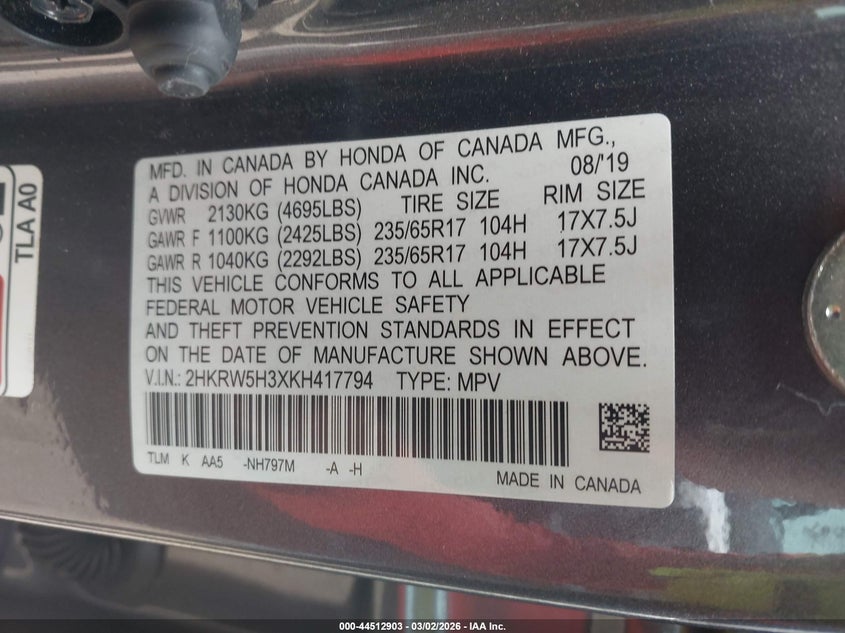 MFD. IN CANADA BY HONDA OF CANADA MFG.,
A DIVISION OF HONDA CANADA INC. 08/'19
GVWR 2130KG (4695LBS) TIRE SIZE RIM SIZE
GAWR F 1100KG (2425LBS) 235/65R17 104H 17X7.5J
GAWR R 1040KG (2292LBS) 235/65R17 104H 17X7.5J
THIS VEHICLE CONFORMS TO ALL APPLICABLE
FEDERAL MOTOR VEHICLE SAFETY
AND THEFT PREVENTION STANDARDS IN EFFECT
ON THE DATE OF MANUFACTURE SHOWN ABOVE.
V.I.N.: 2HKRW5H3XKH417794 TYPE: MPV
TLM K AA5 -NH797M -A -H
MADE IN CANADA
TLA A0
000-44512903 - 03/02/2026 - IAA Inc.